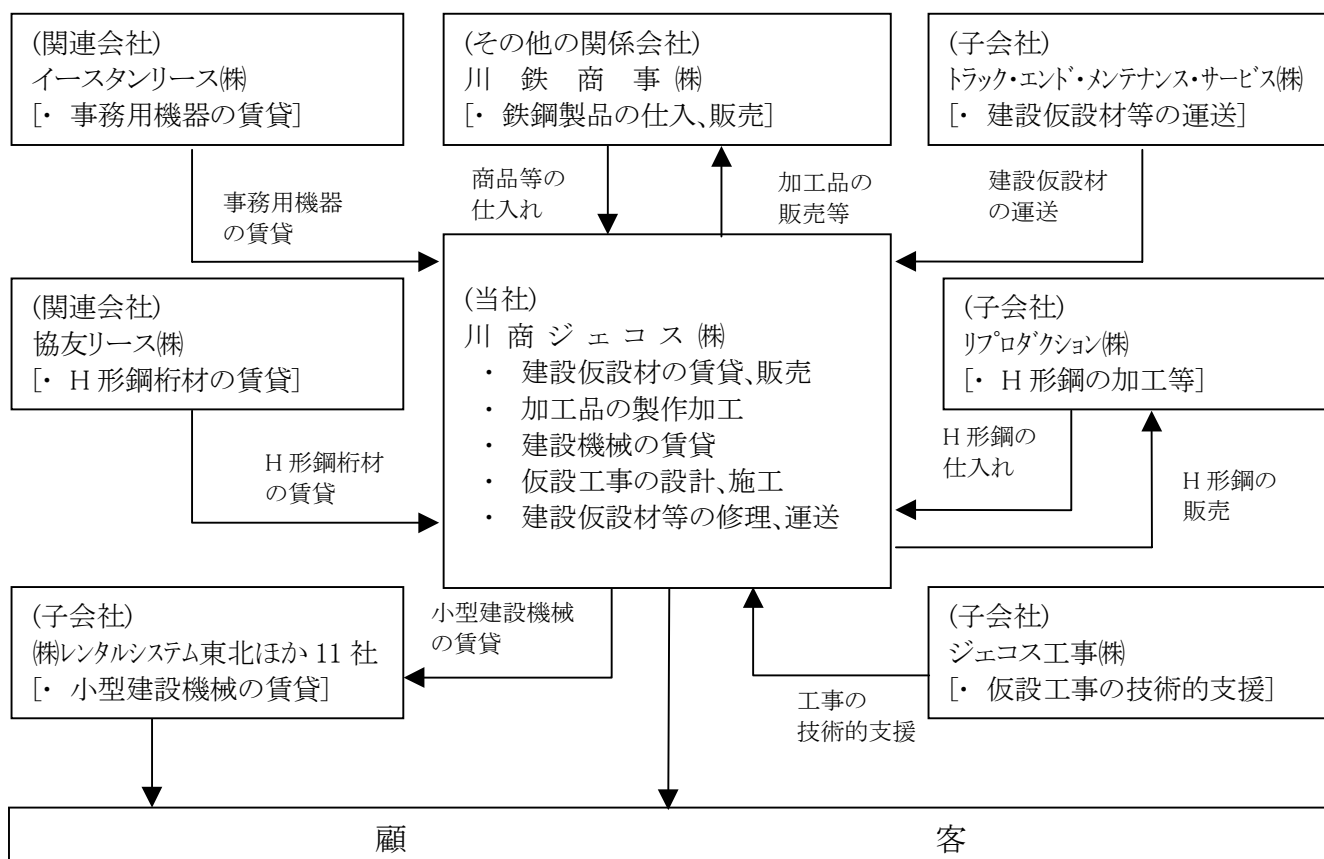 (関連会社)
イースタンリース㈱
[・ 事務用機器の賃貸]
(その他の関係会社)
川 鉄 商 事 ㈱
[・ 鉄鋼製品の仕入、販売]
(子会社)
トラック・エンド・メンテナンス・サービス㈱
[・ 建設仮設材等の運送]
事務用機器
の賃貸
商品等の
仕入れ
加工品の
販売等
建設仮設材
の運送
(関連会社)
協友リース㈱
[・ H 形鋼桁材の賃貸]
(当社)
川 商 ジ ェ コ ス ㈱
・ 建設仮設材の賃貸、販売
・ 加工品の製作加工
・ 建設機械の賃貸
・ 仮設工事の設計、施工
・ 建設仮設材等の修理、運送
(子会社)
リプロダクション㈱
[・ H 形鋼の加工等]
H 形鋼桁材
の賃貸
H 形鋼の
仕入れ
H 形鋼の
販売
(子会社)
㈱レンタルシステム東北ほか 11 社
[・ 小型建設機械の賃貸]
小型建設機械
の賃貸
工事の
技術的支援
(子会社)
ジェコス工事㈱
[・ 仮設工事の技術的支援]
顧 客